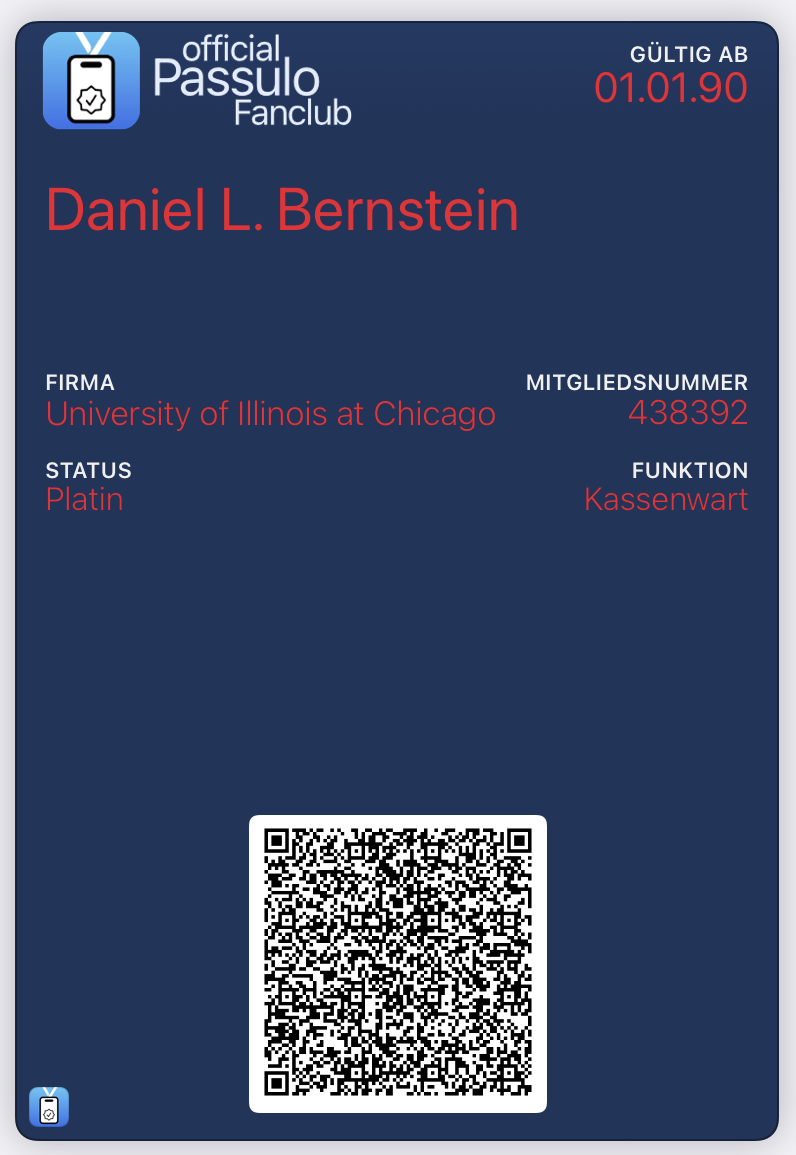 official
Passulo
Fanclub
GÜLTIG AB
01.01.90
Daniel L. Bernstein
FIRMA
MITGLIEDSNUMMER
University of Illinois at Chicago
438392
STATUS
FUNKTION
Platin
Kassenwart